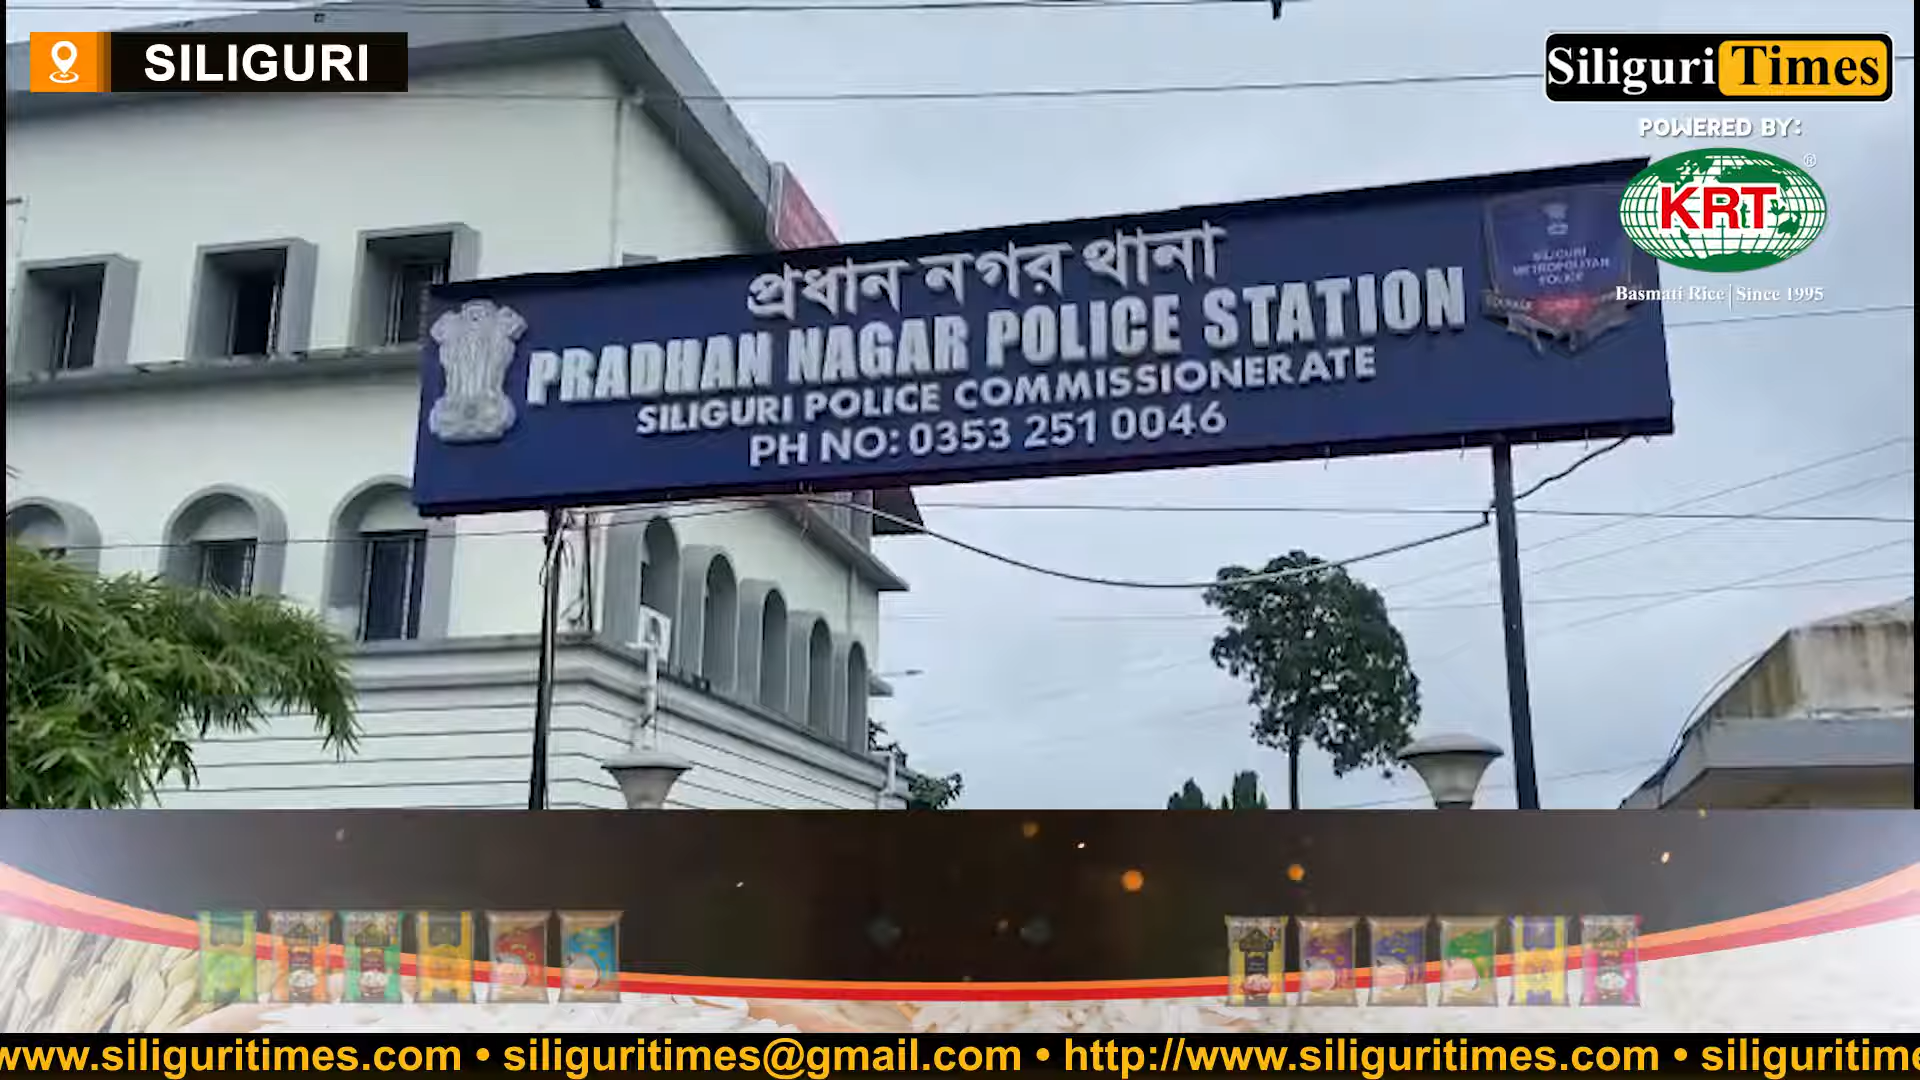 SILIGURI
Siliguri Times
POWERED BY:
KRT
®
Basmati Rice | Since 1995
প্রধান নগর থানা
PRADHAN NAGAR POLICE STATION
SILIGURI POLICE COMMISSIONERATE
PH NO: 0353 251 0046
SILIGURI
METROPOLITAN
POLICE
www.siliguritimes.com • siliguritimes@gmail.com • http://www.siliguritimes.com • siliguritime